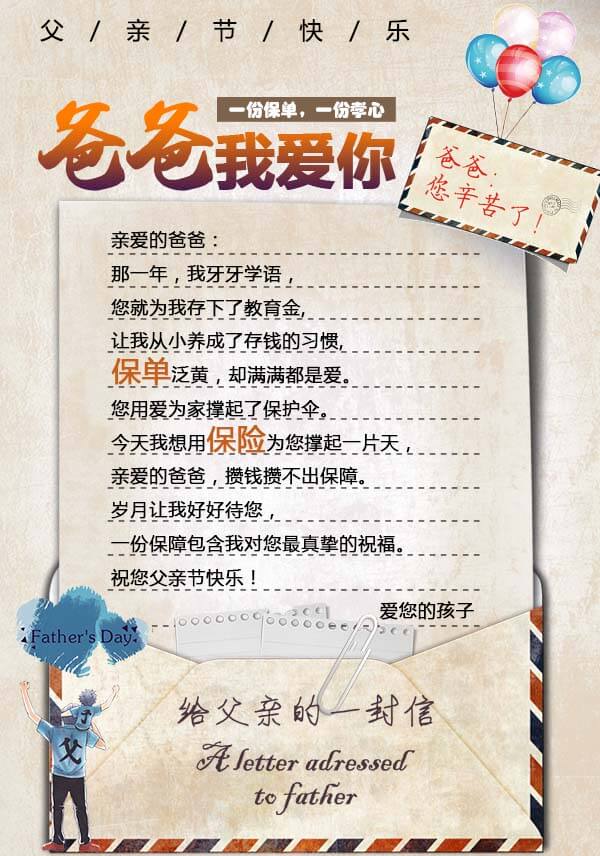 父/亲/节/快/乐
一份保单，一份孝心
爸爸我爱你
爸爸：
您辛苦了！
亲爱的爸爸：
那一年，我牙牙学语，
您就为我存下了教育金,
让我从小养成了存钱的习惯,
保单泛黄，却满满都是爱。
您用爱为家撑起了保护伞。
今天我想用保险为您撑起一片天，
亲爱的爸爸，攒钱攒不出保障。
岁月让我好好待您，
一份保障包含我对您最真挚的祝福。
祝您父亲节快乐！
爱您的孩子
Father's Day
子
父
给父亲的一封信
A letter adressed
to father